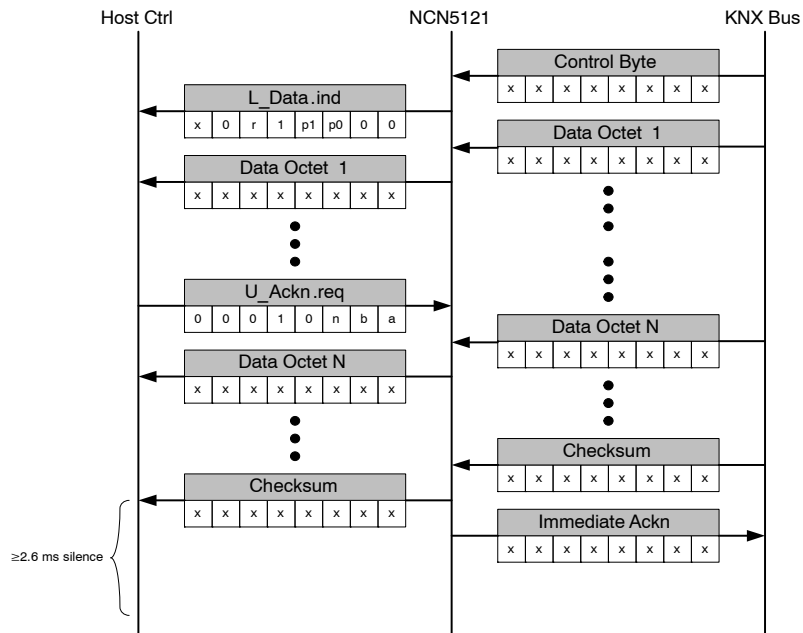 Host Ctrl NCN5121 KNX Bus
Control Byte
x x x x x x x x
L_Data.ind
x 0 r 1 p1 p0 0 0
Data Octet 1
x x x x x x x x
Data Octet 1
x x x x x x x x
U_Ackn.req
0 0 0 1 0 n b a
Data Octet N
x x x x x x x x
Data Octet N
x x x x x x x x
Checksum
x x x x x x x x
Checksum
x x x x x x x x
Immediate Ackn
x x x x x x x x
≥2.6 ms silence